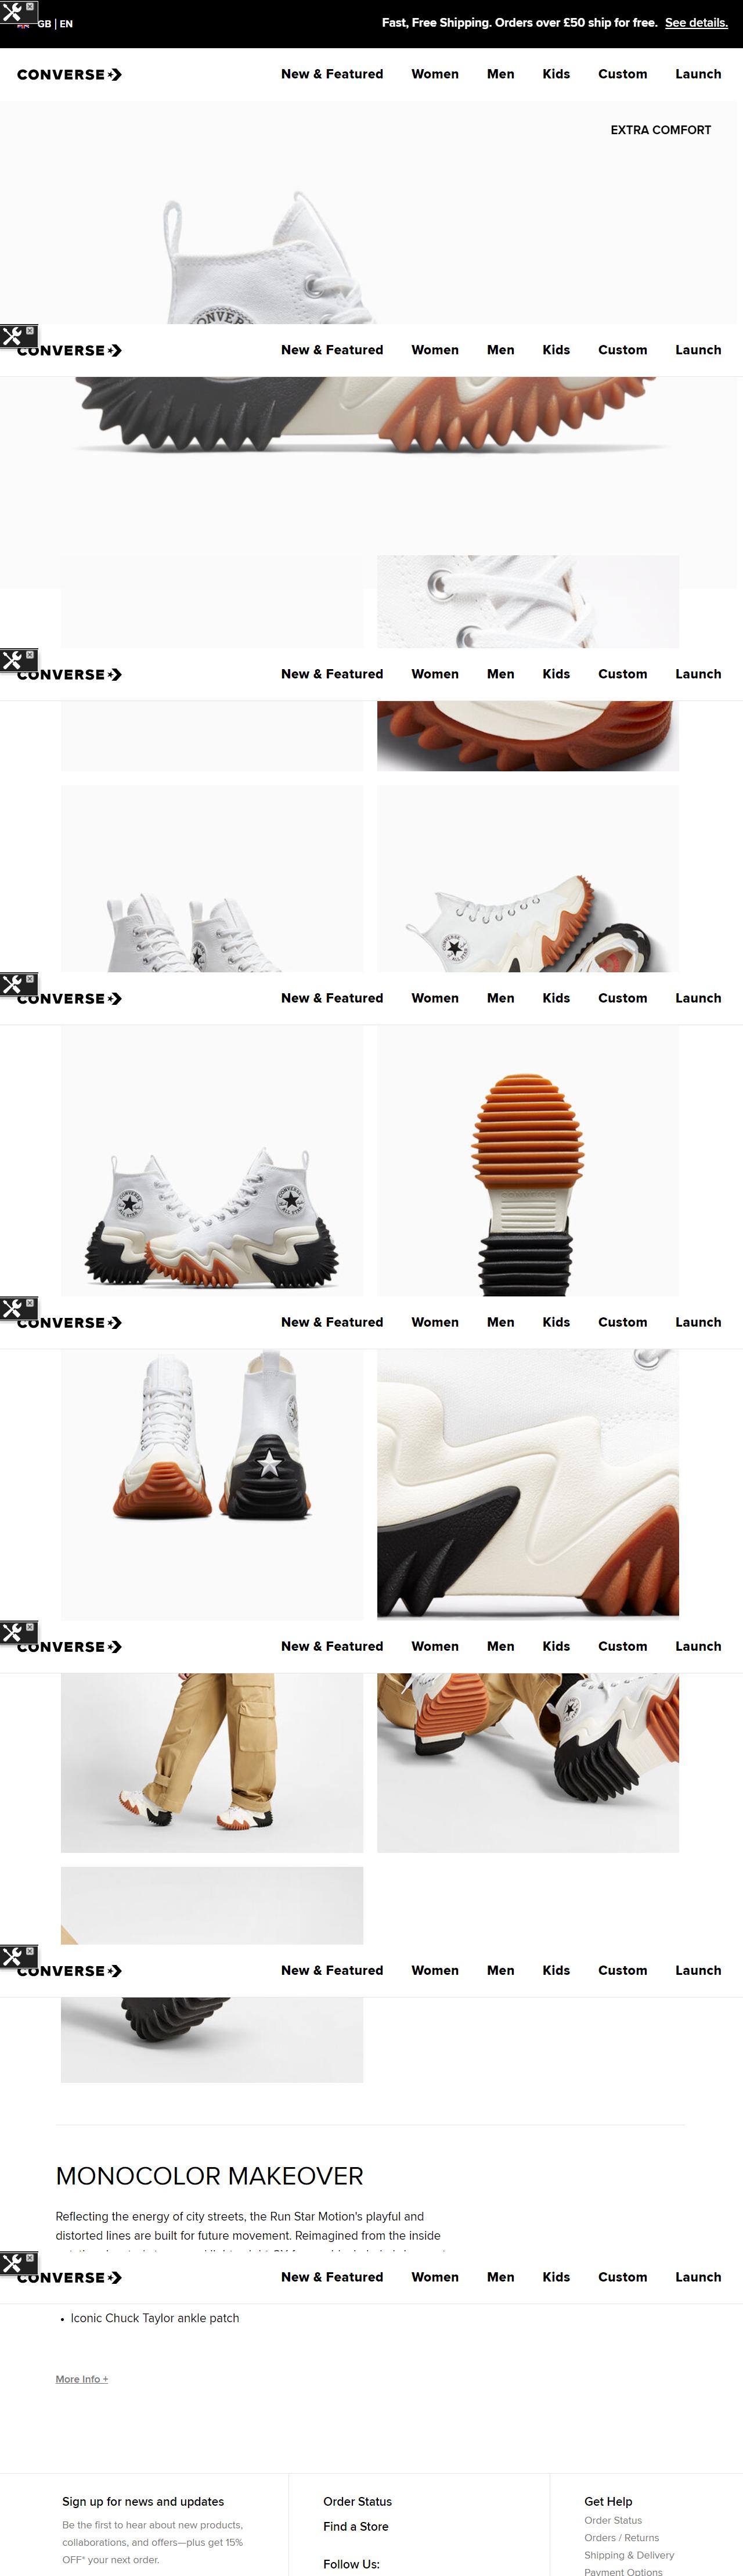 GB | EN
Fast, Free Shipping. Orders over £50 ship for free. See details.
CONVERSE
New & Featured Women Men Kids Custom Launch
EXTRA COMFORT
CONVERSE
New & Featured Women Men Kids Custom Launch
CONVERSE
New & Featured Women Men Kids Custom Launch
CONVERSE
New & Featured Women Men Kids Custom Launch
CONVERSE
ALL STAR
CONVERSE
ALL STAR
CONVERSE
New & Featured Women Men Kids Custom Launch
CONVERSE
New & Featured Women Men Kids Custom Launch
CONVERSE
New & Featured Women Men Kids Custom Launch
MONOCOLOR MAKEOVER
Reflecting the energy of city streets, the Run Star Motion's playful and
distorted lines are built for future movement. Reimagined from the inside
CONVERSE
New & Featured Women Men Kids Custom Launch
• Iconic Chuck Taylor ankle patch
More Info +
Sign up for news and updates
Be the first to hear about new products,
collaborations, and offers—plus get 15%
OFF* your next order.
Order Status
Find a Store
Follow Us:
Get Help
Order Status
Orders / Returns
Shipping & Delivery
Payment Options